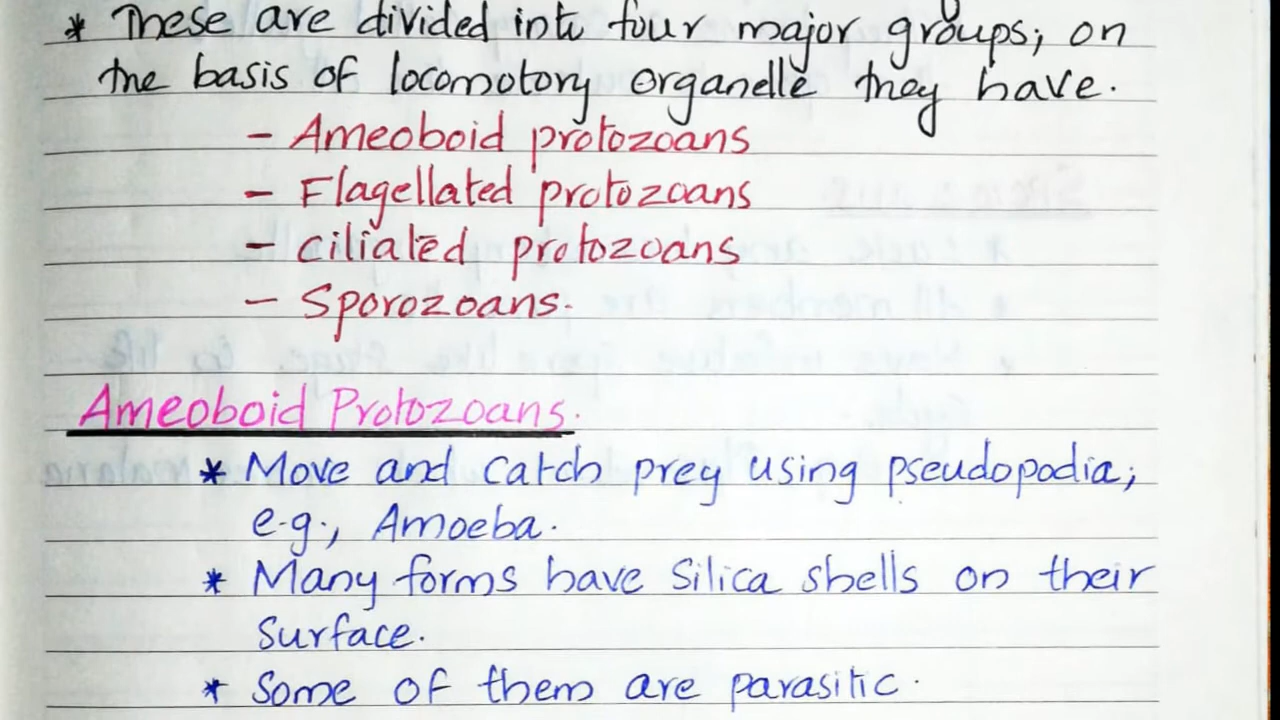 * These are divided into four major groups; on
the basis of locomotory organelle they have.
- Ameoboid protozoans
- Flagellated protozoans
- ciliated protozoans
- Sporozoans.
Ameoboid Protozoans.
* Move and catch prey using pseudopodia;
e.g., Amoeba.
* Many forms have silica shells on their
surface.
* Some of them are parasitic.